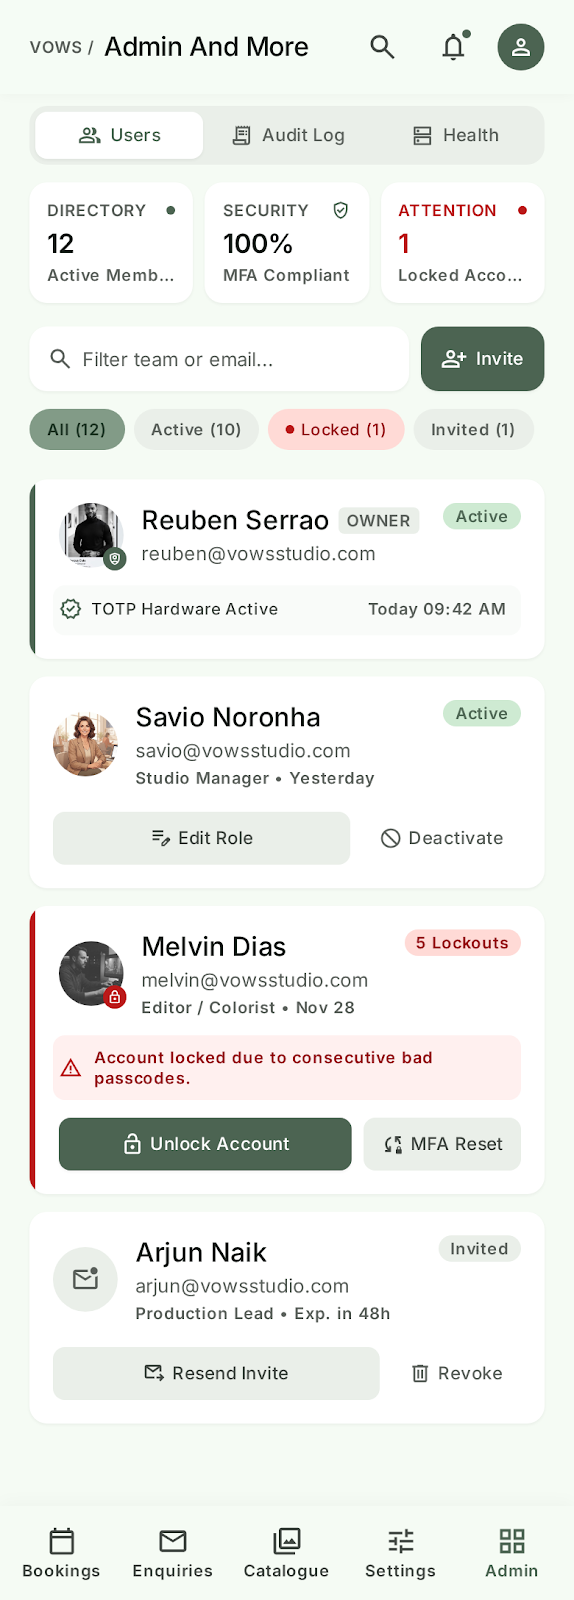 VOWS / Admin And More
Users
Audit Log
Health
DIRECTORY
12
Active Memb...
SECURITY
100%
MFA Compliant
ATTENTION
1
Locked Acco...
Filter team or email...
Invite
All (12)
Active (10)
Locked (1)
Invited (1)
Reuben Serrao OWNER
Active
reuben@vowsstudio.com
TOTP Hardware Active
Today 09:42 AM
Savio Noronha
Active
savio@vowsstudio.com
Studio Manager • Yesterday
Edit Role
Deactivate
Melvin Dias
5 Lockouts
melvin@vowsstudio.com
Editor / Colorist • Nov 28
Account locked due to consecutive bad
passcodes.
Unlock Account
MFA Reset
Arjun Naik
Invited
arjun@vowsstudio.com
Production Lead • Exp. in 48h
Resend Invite
Revoke
Bookings
Enquiries
Catalogue
Settings
Admin